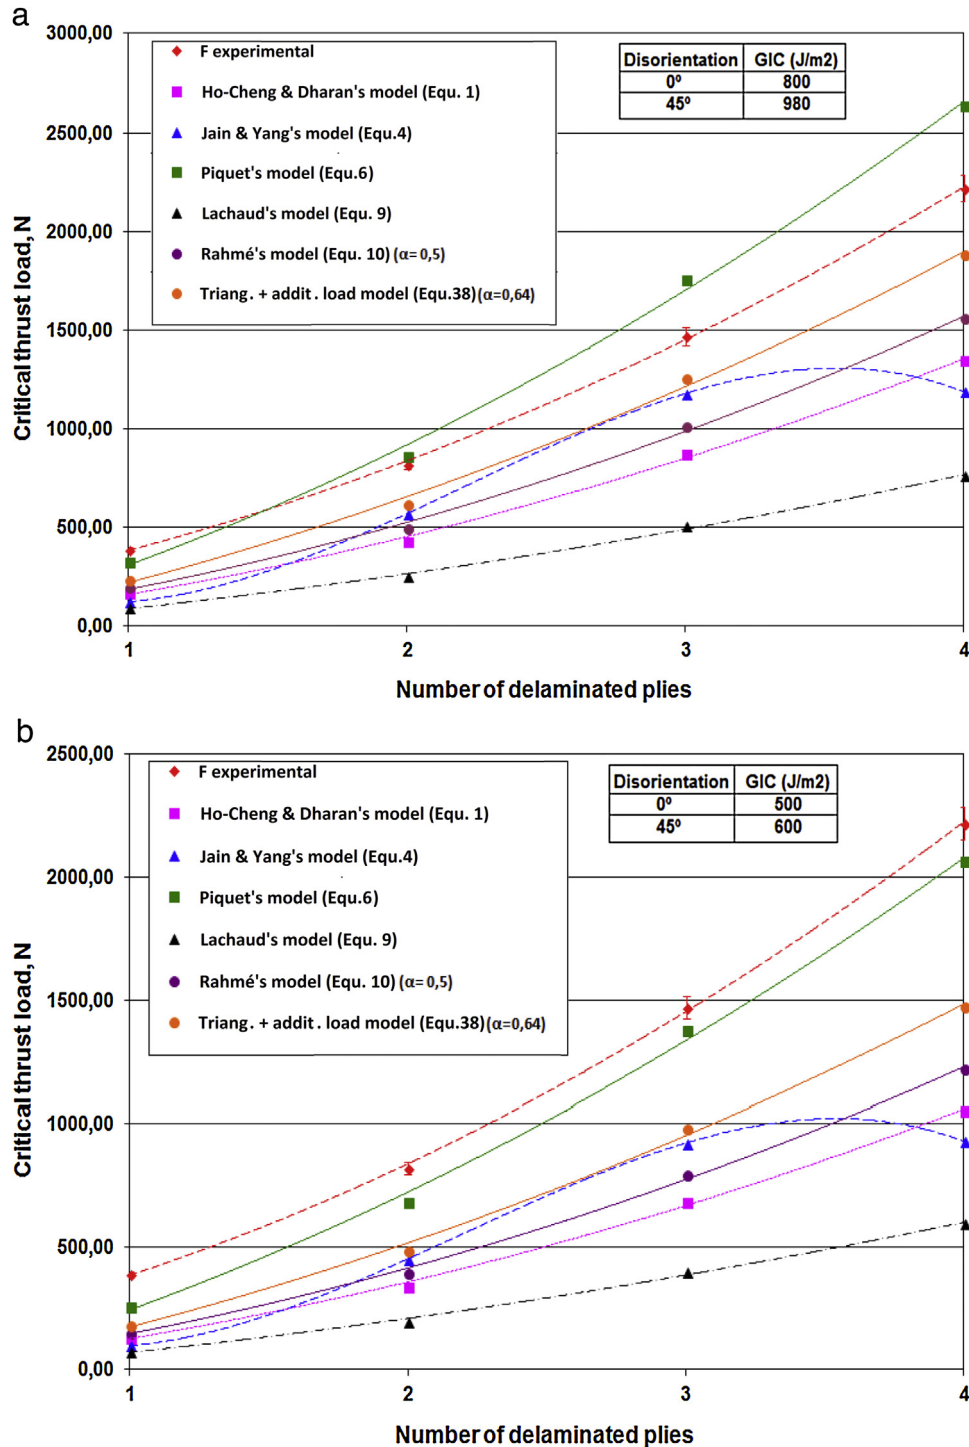 a
3000,00
2500,00
2000,00
1500,00
1000,00
500,00
0,00
Critical thrust load, N
F experimental
Ho-Cheng & Dharan's model (Equ. 1)
Jain & Yang's model (Equ.4)
Piquet's model (Equ.6)
Lachaud's model (Equ. 9)
Rahmé's model (Equ. 10) (α= 0,5)
Triang. + addit. load model (Equ.38) (α=0,64)
Disorientation GIC (J/m2)
0º 800
45º 980
1 2 3 4
Number of delaminated plies
b
2500,00
2000,00
1500,00
1000,00
500,00
0,00
Critical thrust load, N
F experimental
Ho-Cheng & Dharan's model (Equ. 1)
Jain & Yang's model (Equ.4)
Piquet's model (Equ.6)
Lachaud's model (Equ. 9)
Rahmé's model (Equ. 10) (α= 0,5)
Triang. + addit. load model (Equ.38) (α=0,64)
Disorientation GIC (J/m2)
0º 500
45º 600
1 2 3 4
Number of delaminated plies